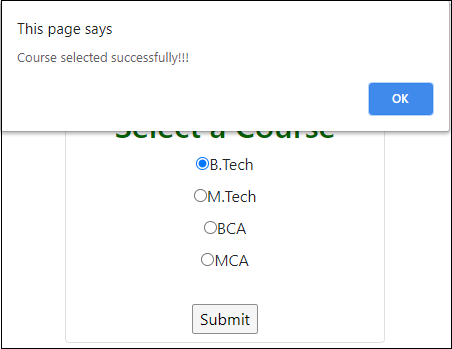 This page says
Course selected successfully!!!
OK
Select a Course
B.Tech
M.Tech
BCA
MCA
Submit